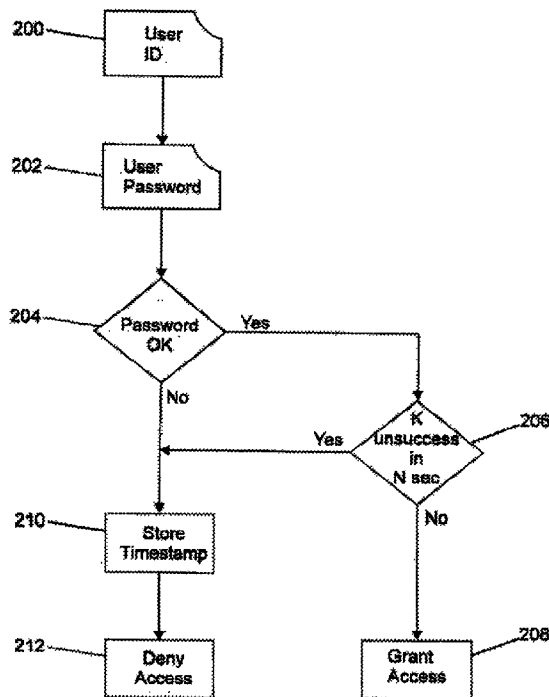 200
User
ID
202
User
Password
204
Password
OK
Yes
No
Yes
K
unsuccess
in
N sec
206
No
210
Store
Timestamp
212
Deny
Access
Grant
Access
208